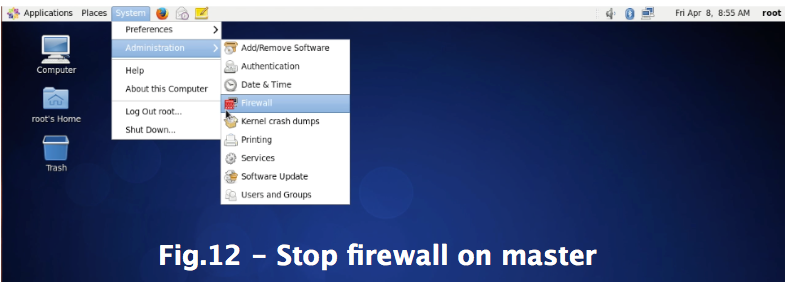 Applications Places System Fri Apr 8, 8:55 AM root
Preferences
Administration
Help
About this Computer
Log Out root...
Shut Down...
Add/Remove Software
Authentication
Date & Time
Firewall
Kernel crash dumps
Printing
Services
Software Update
Users and Groups
Computer
root's Home
Trash
Fig.12 – Stop firewall on master